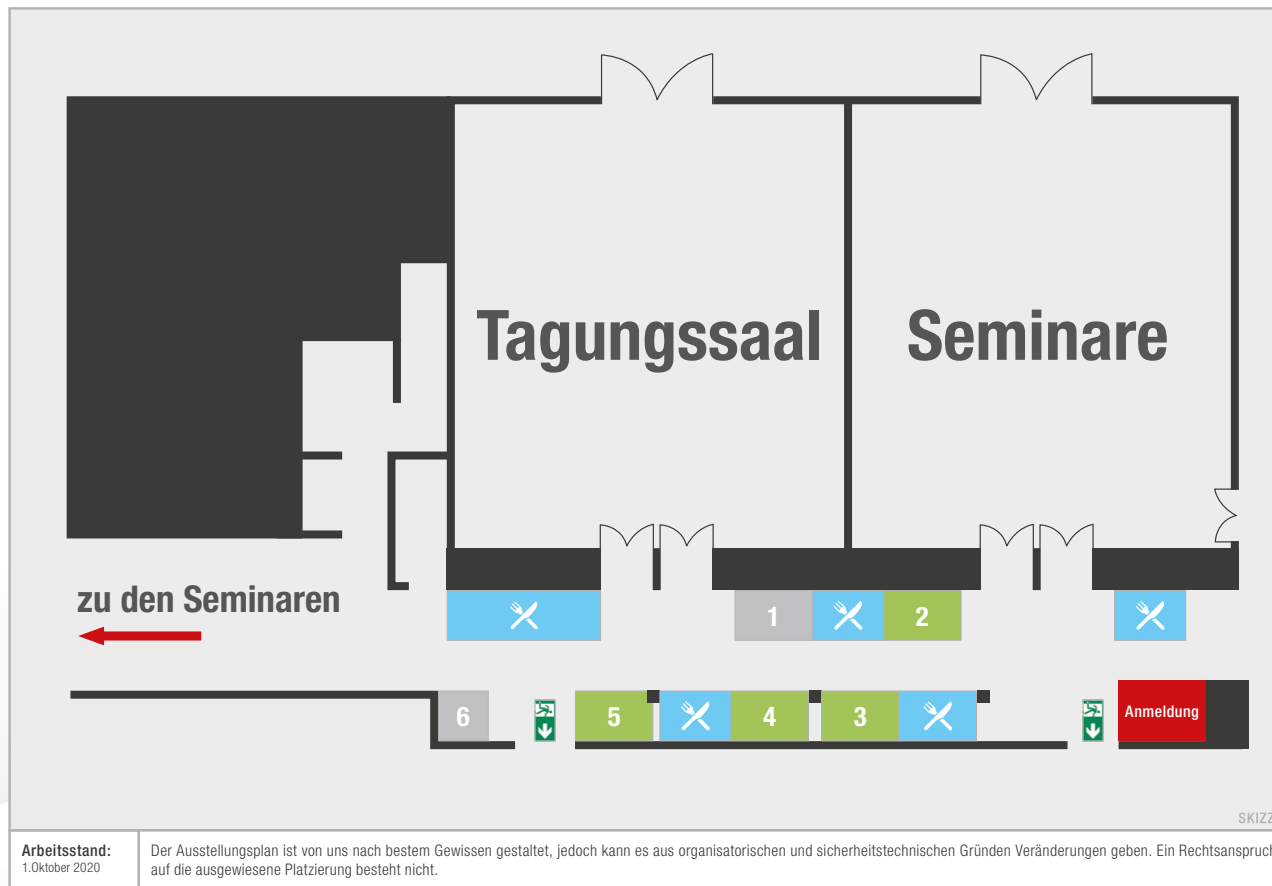 Tagungssaal
Seminare
zu den Seminaren
1
2
6
5
4
3
Anmeldung
SKIZZ
Arbeitsstand:
1.Oktober 2020
Der Ausstellungsplan ist von uns nach bestem Gewissen gestaltet, jedoch kann es aus organisatorischen und sicherheitstechnischen Gründen Veränderungen geben. Ein Rechtsanspruch
auf die ausgewiesene Platzierung besteht nicht.